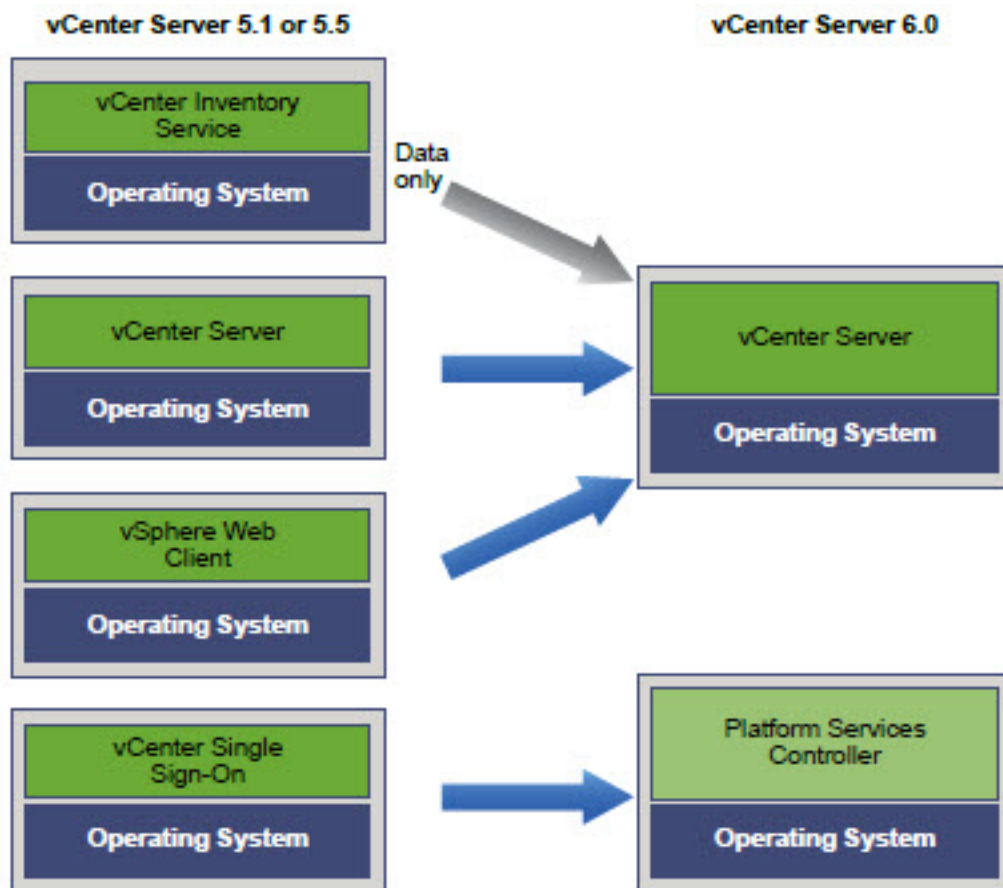 vCenter Server 5.1 or 5.5
vCenter Server 6.0
vCenter Inventory
Service
Operating System
Data
only
vCenter Server
Operating System
vCenter Server
Operating System
vSphere Web
Client
Operating System
vCenter Single
Sign-On
Operating System
Platform Services
Controller
Operating System